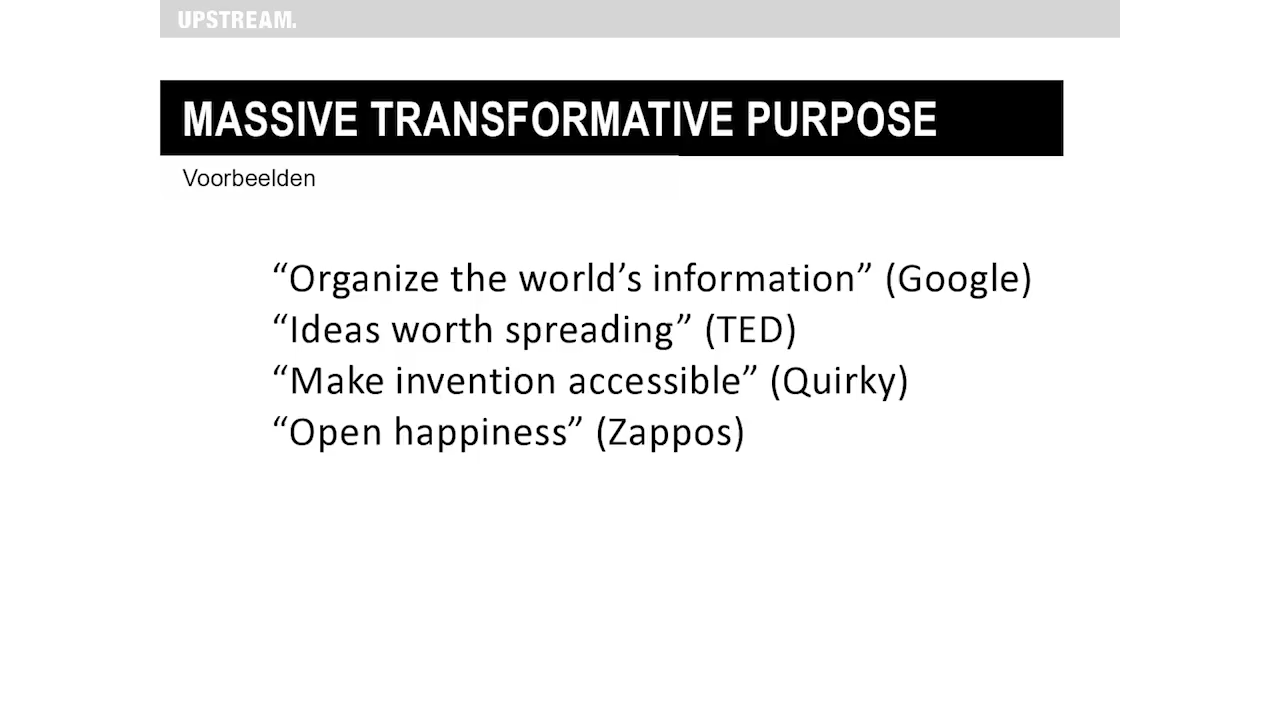 UPSTREAM.
MASSIVE TRANSFORMATIVE PURPOSE
Voorbeelden
“Organize the world’s information” (Google)
“Ideas worth spreading” (TED)
“Make invention accessible” (Quirky)
“Open happiness” (Zappos)